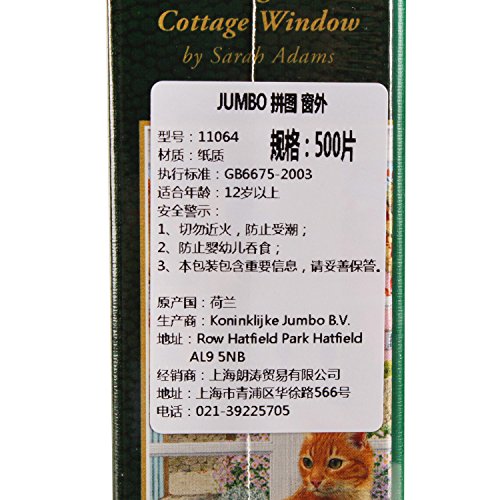 Cottage Window
by Sarah Adams
JUMBO 拼图 窗外
型号：11064 规格：500片
材质：纸质
执行标准：GB6675-2003
适合年龄：12岁以上
安全警示：
1、切勿近火，防止受潮；
2、防止婴幼儿吞食；
3、本包装包含重要信息，请妥善保管。
原产国：荷兰
生产商：Koninklijke Jumbo B.V.
地址：Row Hatfield Park Hatfield
AL9 5NB
经销商：上海朗涛贸易有限公司
地址：上海市青浦区华徐路566号
电话：021-39225705